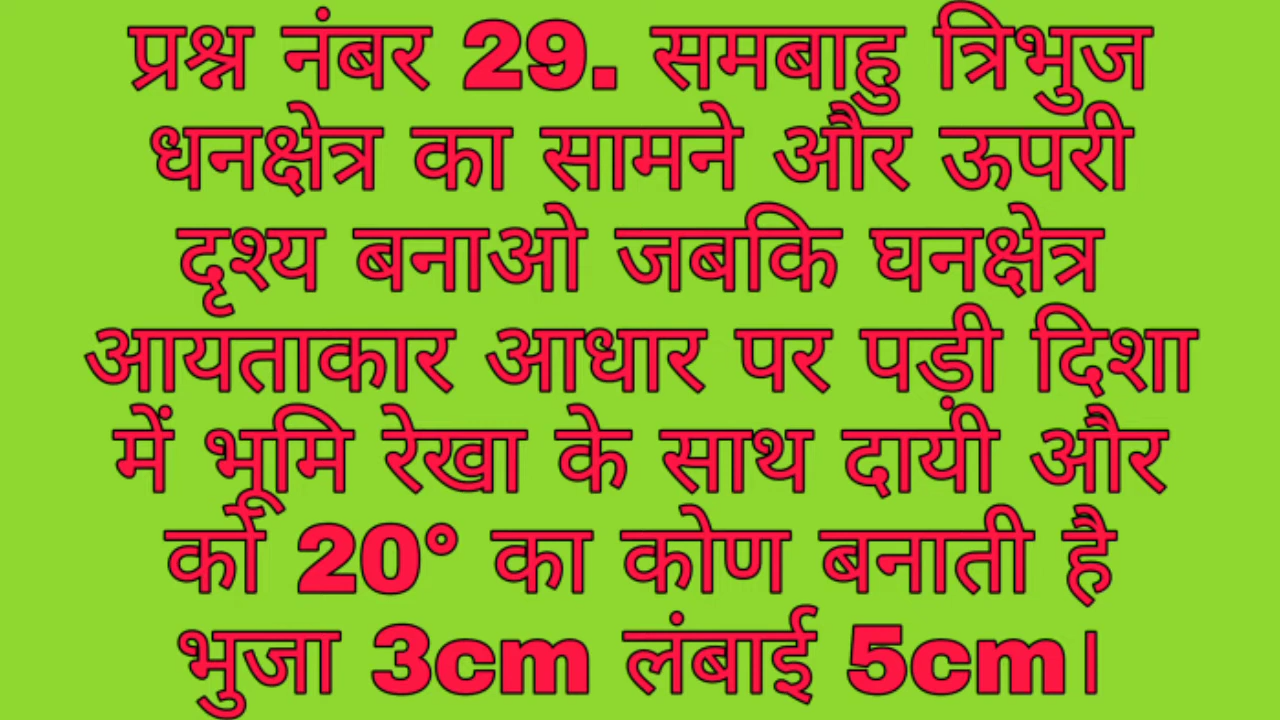 प्रश्न नंबर 29. समबाहु त्रिभुज
धनक्षेत्र का सामने और ऊपरी
दृश्य बनाओ जबकि घनक्षेत्र
आयताकार आधार पर पड़ी दिशा
में भूमि रेखा के साथ दायी और
को 20° का कोण बनाती है
भुजा 3cm लंबाई 5cm।